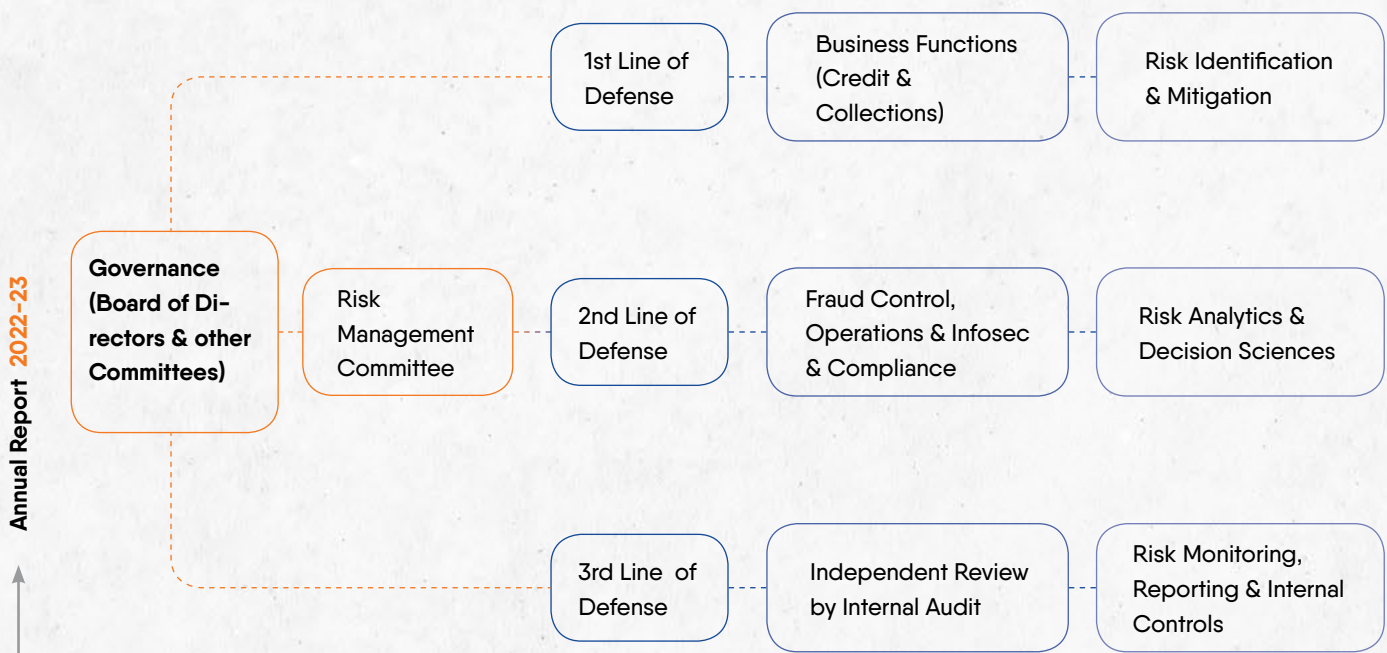 1st Line of
Defense
Business Functions
(Credit &
Collections)
Risk Identification
& Mitigation
Governance
(Board of Di-
rectors & other
Committees)
Risk
Management
Committee
2nd Line of
Defense
Fraud Control,
Operations & Infosec
& Compliance
Risk Analytics &
Decision Sciences
3rd Line of
Defense
Independent Review
by Internal Audit
Risk Monitoring,
Reporting & Internal
Controls
Annual Report 2022-23